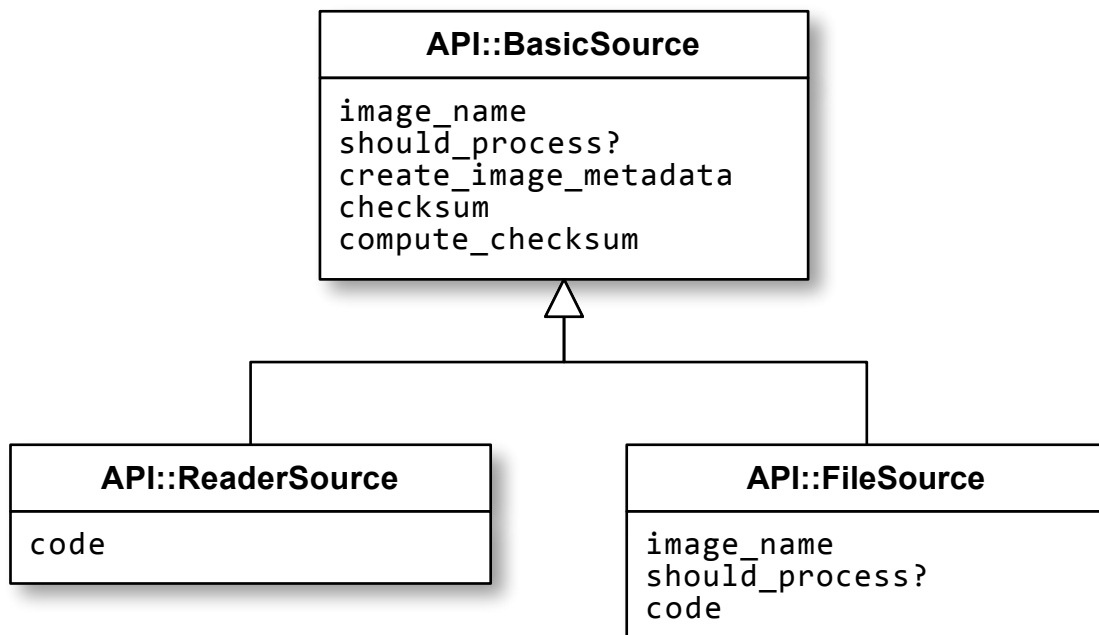 API::BasicSource
image_name
should_process?
create_image_metadata
checksum
compute_checksum
API::ReaderSource
code
API::FileSource
image_name
should_process?
code